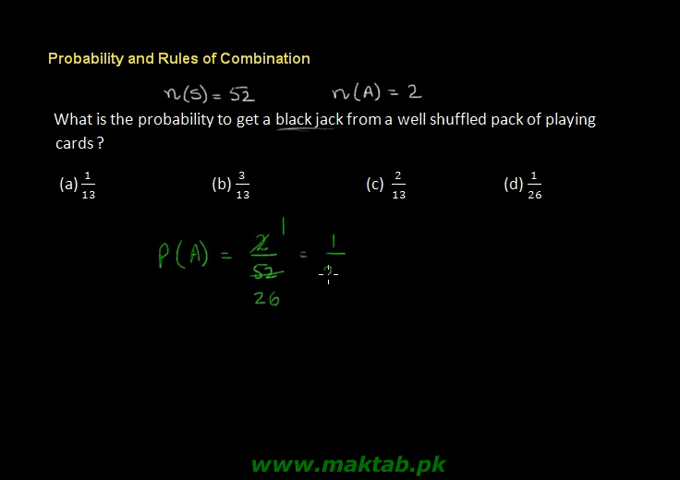 Probability and Rules of Combination
n(S) = 52 n(A) = 2
What is the probability to get a black jack from a well shuffled pack of playing
cards ?
(a) 1/13 (b) 3/13 (c) 2/13 (d) 1/26
P(A) = 2/52 1 = 1/
26
www.maktab.pk